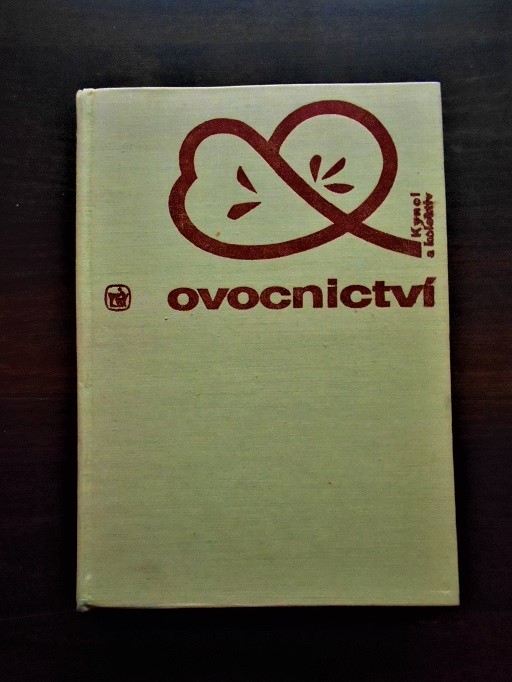 Kyncl
a kolektiv
ovocnictví